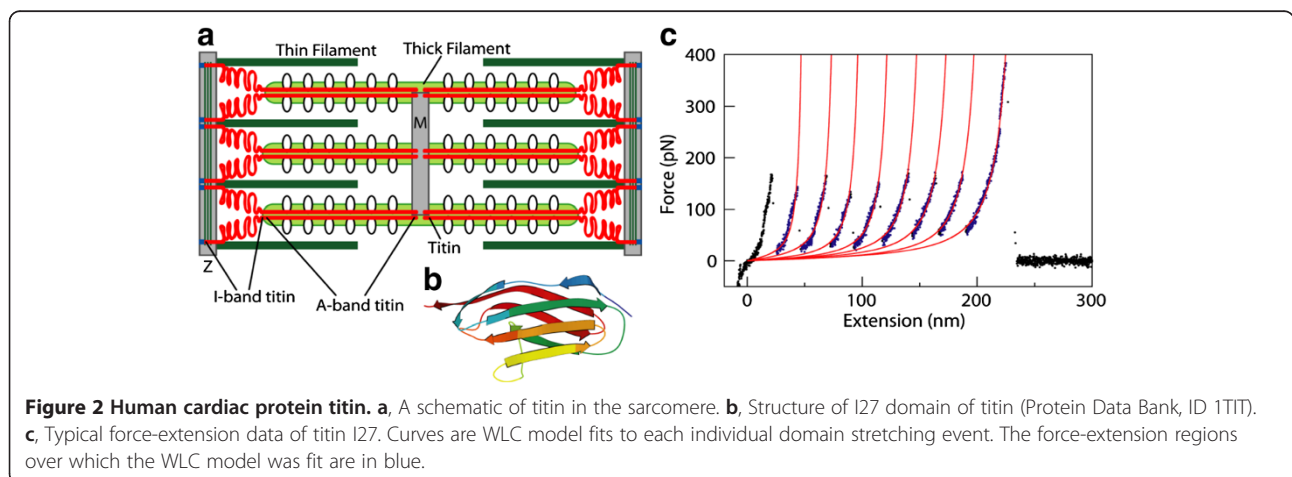 a
Thin Filament
Thick Filament
M
Z
I-band titin
A-band titin
Titin
b
c
Force (pN)
400
300
200
100
0
0
100
200
300
Extension (nm)
Figure 2 Human cardiac protein titin. a, A schematic of titin in the sarcomere. b, Structure of I27 domain of titin (Protein Data Bank, ID 1TIT).
c, Typical force-extension data of titin I27. Curves are WLC model fits to each individual domain stretching event. The force-extension regions
over which the WLC model was fit are in blue.